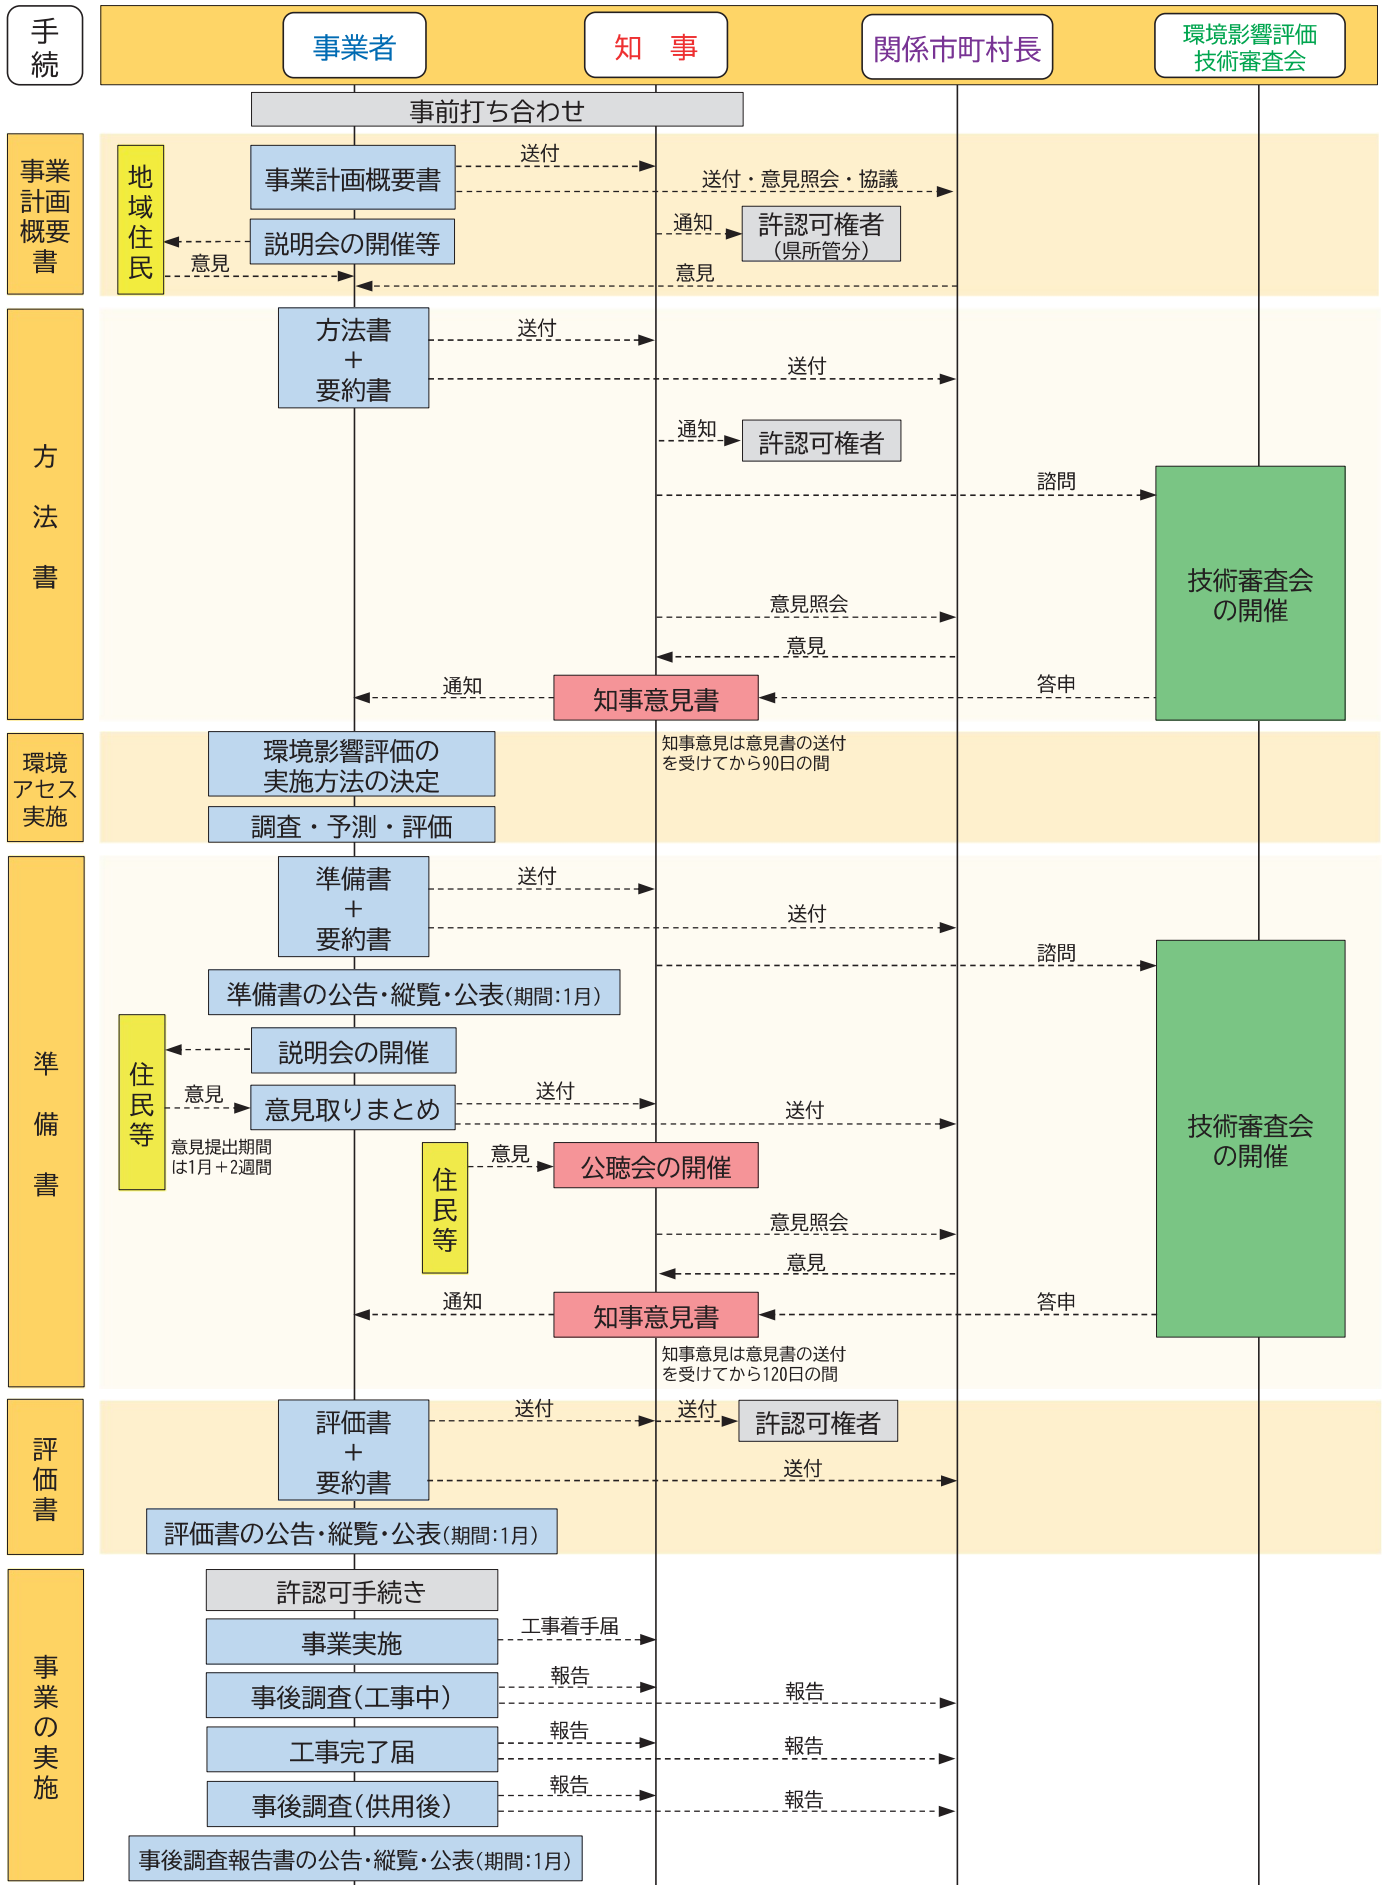 手
続
事業者
知　事
関係市町村長
環境影響評価
技術審査会
事前打ち合わせ
事業
計画
概要
書
地
域
住
民
事業計画概要書
送付
送付・意見照会・協議
説明会の開催等
通知
許認可権者
（県所管分）
意見
意見
方
法
書
方法書
＋
要約書
送付
送付
通知
許認可権者
諮問
技術審査会
の開催
意見照会
意見
通知
知事意見書
答申
環境
アセス
実施
環境影響評価の
実施方法の決定
知事意見は意見書の送付
を受けてから90日の間
調査・予測・評価
準
備
書
準備書
＋
要約書
送付
送付
諮問
準備書の公告・縦覧・公表（期間：1月）
住
民
等
説明会の開催
意見
意見取りまとめ
送付
送付
意見提出期間
は1月＋2週間
住
民
等
意見
公聴会の開催
技術審査会
の開催
意見照会
意見
通知
知事意見書
答申
知事意見は意見書の送付
を受けてから120日の間
評
価
書
評価書
＋
要約書
送付
送付
許認可権者
送付
評価書の公告・縦覧・公表（期間：1月）
事
業
の
実
施
許認可手続き
事業実施
工事着手届
事後調査（工事中）
報告
報告
工事完了届
報告
報告
事後調査（供用後）
報告
報告
事後調査報告書の公告・縦覧・公表（期間：1月）